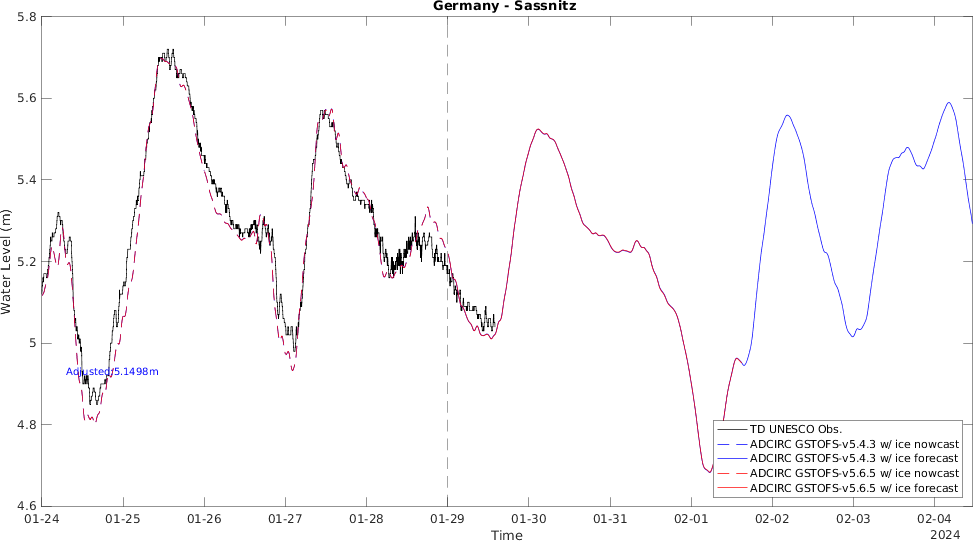 Germany - Sassnitz
5.8
5.6
5.4
5.2
5
4.8
4.6
Water Level (m)
Adjusted:5.1498m
TD UNESCO Obs.
ADCIRC GSTOFS-v5.4.3 w/ ice nowcast
ADCIRC GSTOFS-v5.4.3 w/ ice forecast
ADCIRC GSTOFS-v5.6.5 w/ ice nowcast
ADCIRC GSTOFS-v5.6.5 w/ ice forecast
01-24 01-25 01-26 01-27 01-28 01-29 01-30 01-31 02-01 02-02 02-03 02-04
Time
2024